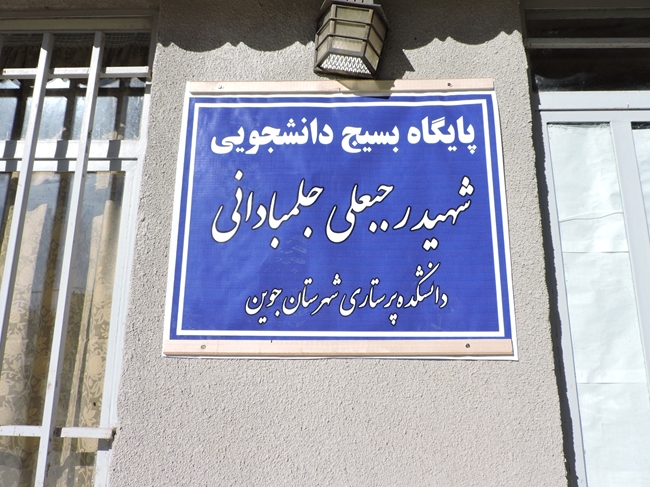 پایگاه بسیج دانشجویی
شهید رجبعلی جلمبادانی
دانشکده پرستاری شهرستان جوین